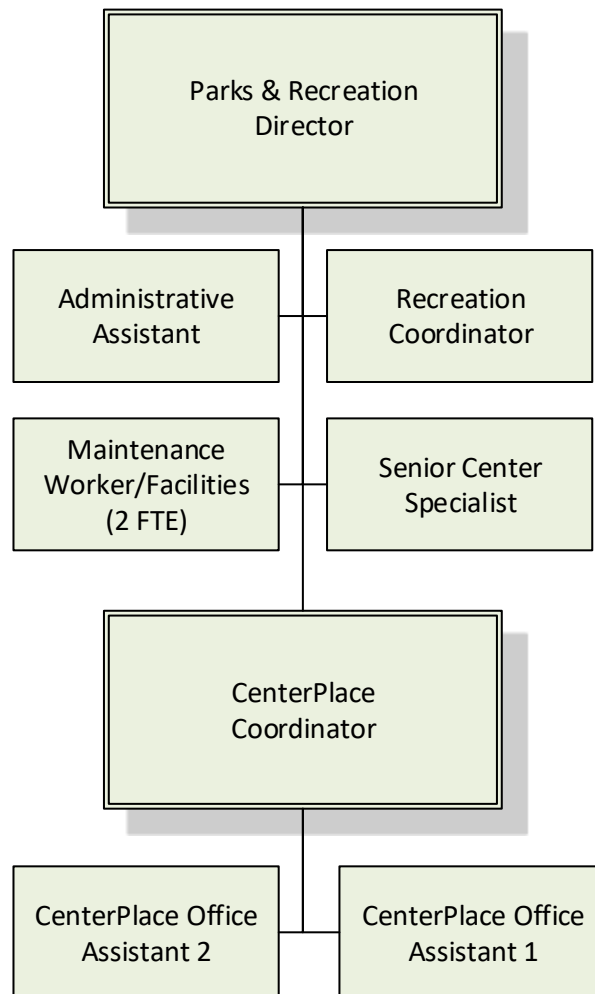 Parks & Recreation
Director
Administrative
Assistant
Recreation
Coordinator
Maintenance
Worker/Facilities
(2 FTE)
Senior Center
Specialist
CenterPlace
Coordinator
CenterPlace Office
Assistant 2
CenterPlace Office
Assistant 1